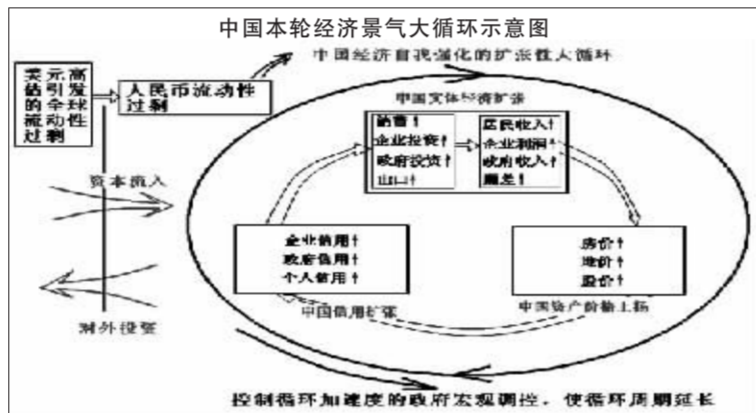 中国本轮经济景气大循环示意图
中国经济自我强化的扩张性大循环
美元高
估引发
的全球
流动性
过剩
人民币流动性
过剩
中国实体经济扩张
储蓄↑
企业投资↑
政府投资↑
出口↑
居民收入↑
企业利润↑
政府收入↑
顺差↑
资本流入
企业信用↑
政府信用↑
个人信用↑
房价↑
地价↑
股价↑
中国信用扩张
中国资产价格上扬
对外投资
控制循环加速度的政府宏观调控，使循环周期延长